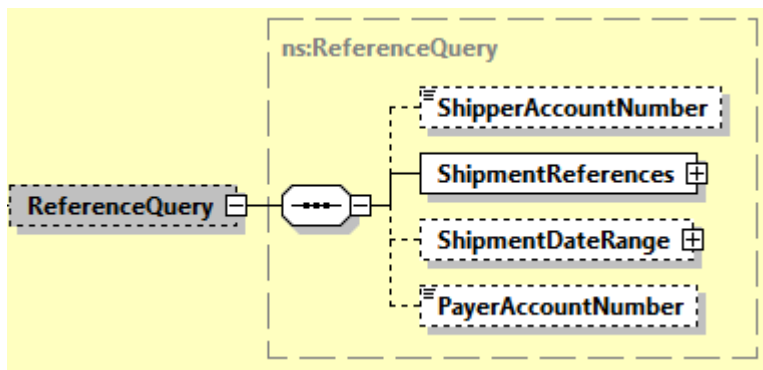 ns:ReferenceQuery
ShipperAccountNumber
ShipmentReferences
ReferenceQuery
ShipmentDateRange
PayerAccountNumber